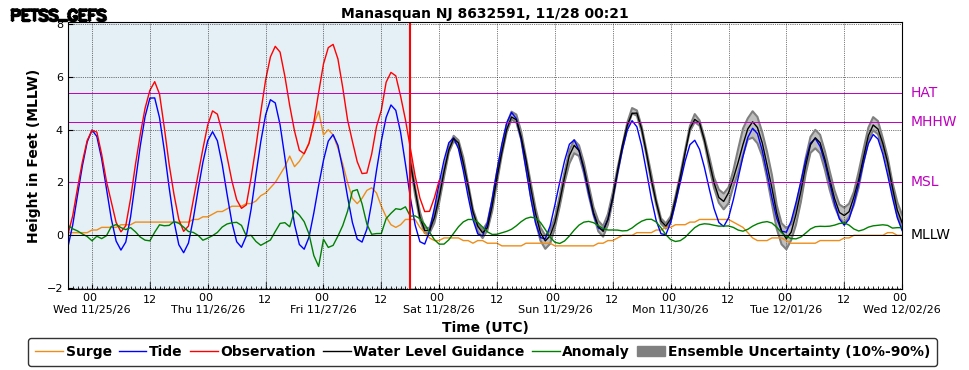 PETSS_GEFS
Manasquan NJ 8632591, 11/28 00:21
Height in Feet (MLLW)
8
6
4
2
0
−2
HAT
MHHW
MSL
MLLW
00 12 00 12 00 12 00 12 00 12 00 12 00 12 00
Wed 11/25/26 Thu 11/26/26 Fri 11/27/26 Sat 11/28/26 Sun 11/29/26 Mon 11/30/26 Tue 12/01/26 Wed 12/02/26
Time (UTC)
Surge Tide Observation Water Level Guidance Anomaly Ensemble Uncertainty (10%-90%)